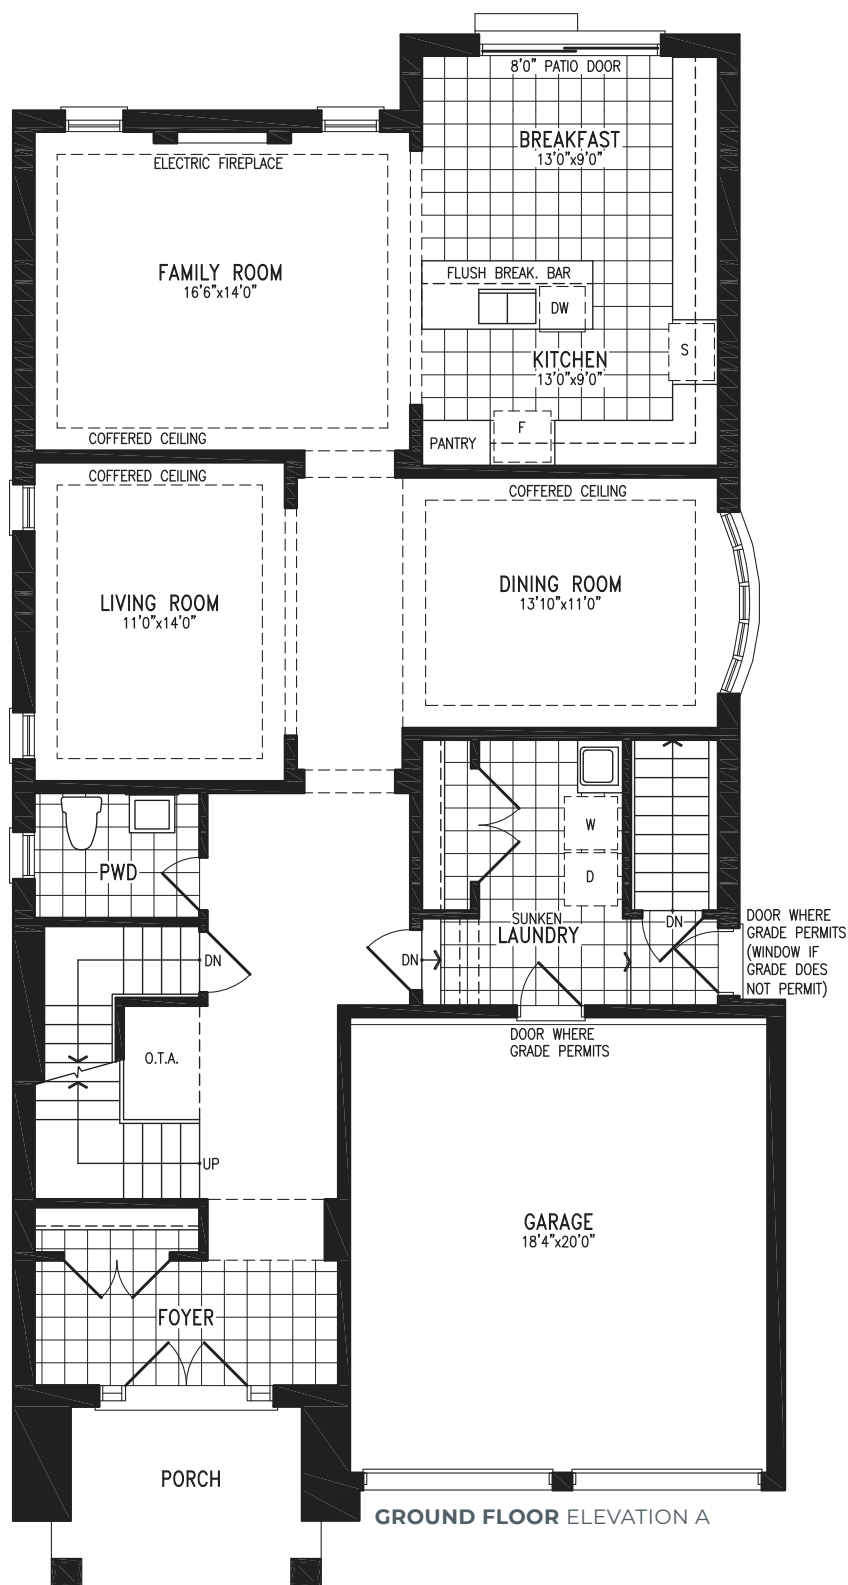 8'0" PATIO DOOR
BREAKFAST
13'0"x9'0"
ELECTRIC FIREPLACE
FAMILY ROOM
16'6"x14'0"
FLUSH BREAK. BAR
DW
KITCHEN
13'0"x9'0"
S
F
PANTRY
COFFERED CEILING
COFFERED CEILING
COFFERED CEILING
LIVING ROOM
11'0"x14'0"
DINING ROOM
13'10"x11'0"
W
D
PWD
SUNKEN
LAUNDRY
DN
DN
DN
DOOR WHERE
GRADE PERMITS
(WINDOW IF
GRADE DOES
NOT PERMIT)
DOOR WHERE
GRADE PERMITS
O.T.A.
UP
GARAGE
18'4"x20'0"
FOYER
PORCH
GROUND FLOOR ELEVATION A